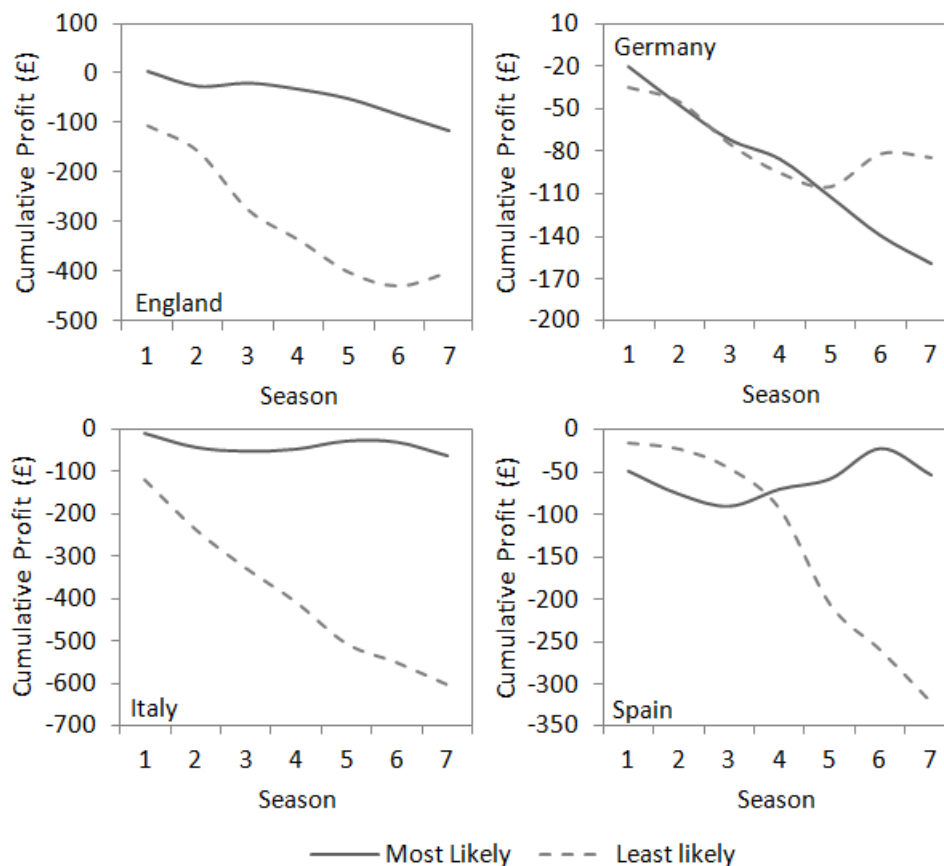 Cumulative Profit (£)
100
0
-100
-200
-300
-400
-500
England
1 2 3 4 5 6 7
Season
Cumulative Profit (£)
10
-20
-50
-80
-110
-140
-170
-200
Germany
1 2 3 4 5 6 7
Season
Cumulative Profit (£)
0
-100
-200
-300
-400
-500
-600
-700
Italy
1 2 3 4 5 6 7
Season
Cumulative Profit (£)
0
-50
-100
-150
-200
-250
-300
-350
Spain
1 2 3 4 5 6 7
Season
Most Likely Least likely